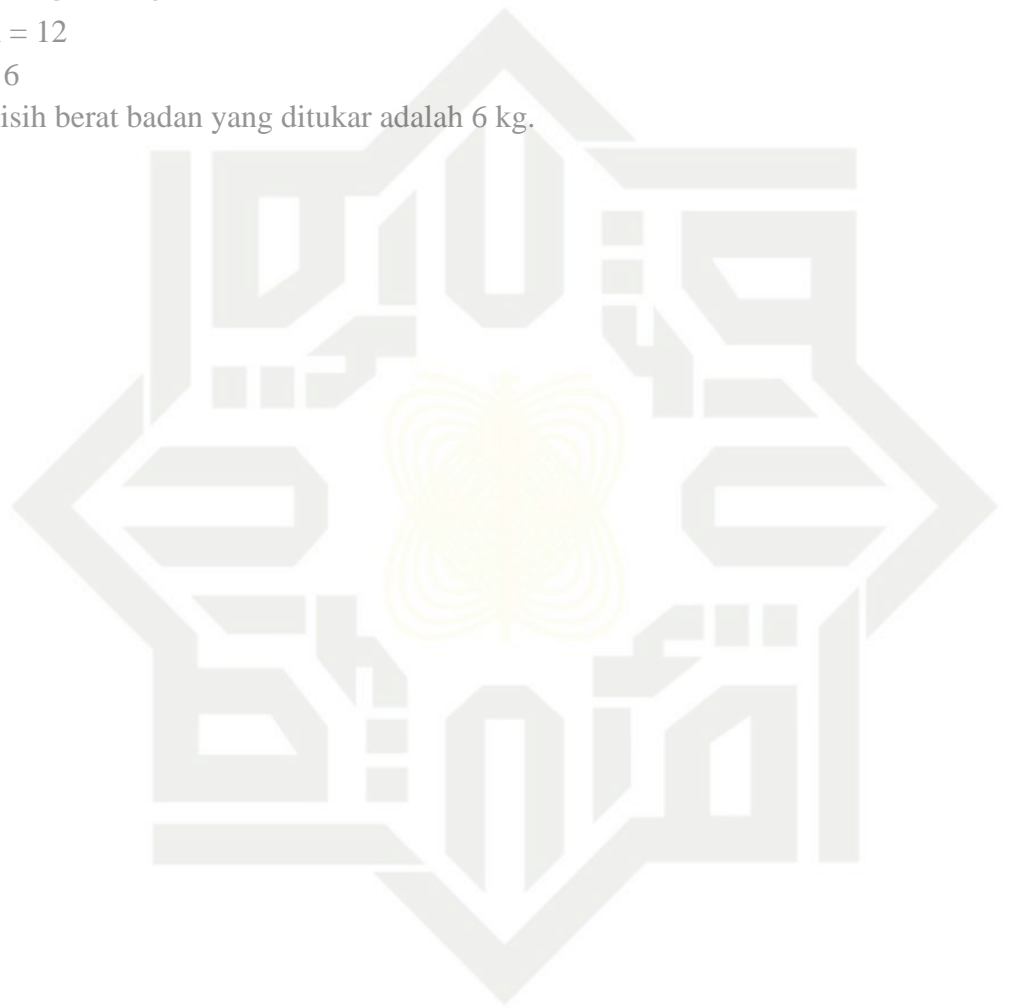 = 12
6
isih berat badan yang ditukar adalah 6 kg.